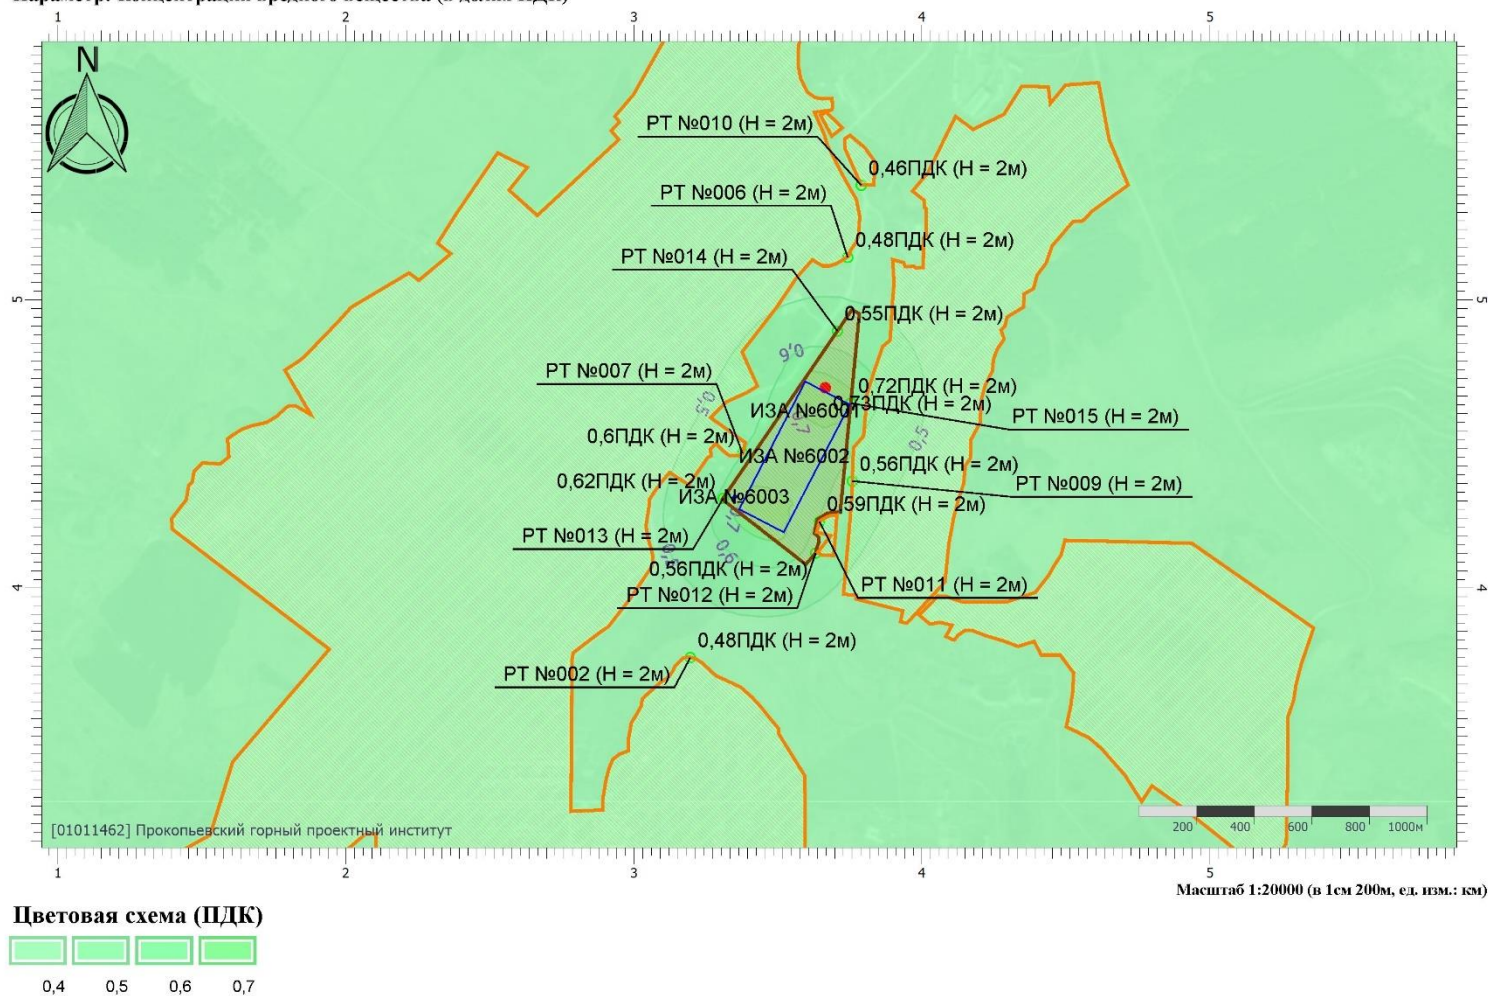 Параметр: Концентрация вредного вещества (в долях ПДК)
1 2 3 4 5
N
РТ №010 (Н = 2м)
0,46ПДК (Н = 2м)
РТ №006 (Н = 2м)
0,48ПДК (Н = 2м)
РТ №014 (Н = 2м)
5
5
0,55ПДК (Н = 2м)
0,6
РТ №007 (Н = 2м)
0,72ПДК (Н = 2м)
0,5
0,73ПДК (Н = 2м)
ИЗА №6001
РТ №015 (Н = 2м)
0,7
0,6ПДК (Н = 2м)
0,5
ИЗА №6002
0,56ПДК (Н = 2м)
0,62ПДК (Н = 2м)
РТ №009 (Н = 2м)
ИЗА №6003
0,59ПДК (Н = 2м)
0,7
РТ №013 (Н = 2м)
0,6
0,56ПДК (Н = 2м)
РТ №011 (Н = 2м)
4
4
РТ №012 (Н = 2м)
0,48ПДК (Н = 2м)
РТ №002 (Н = 2м)
200 400 600 800 1000м
[01011462] Прокопьевский горный проектный институт
1 2 3 4 5
Масштаб 1:20000 (в 1см 200м, ед. изм.: км)
Цветовая схема (ПДК)
0,4 0,5 0,6 0,7